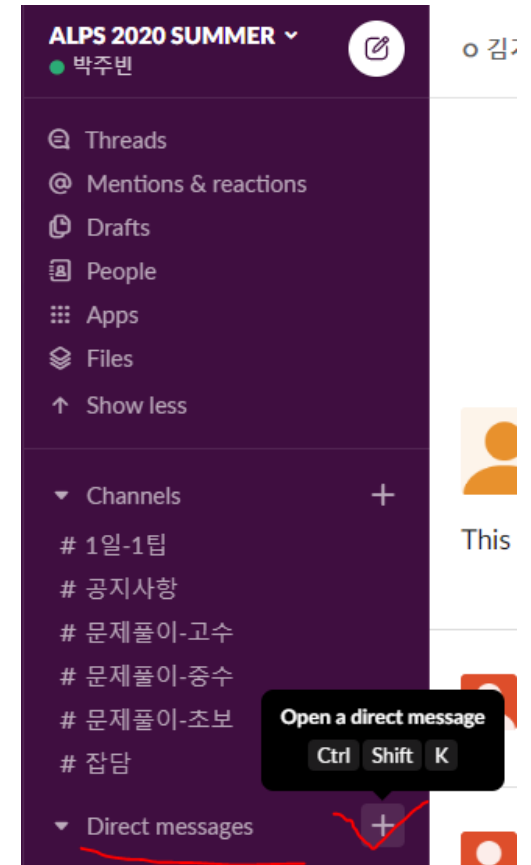 ALPS 2020 SUMMER
박주빈
Threads
@ Mentions & reactions
Drafts
People
Apps
Files
Show less
Channels
# 1일-1팁
# 공지사항
# 문제풀이-고수
# 문제풀이-중수
# 문제풀이-초보
# 잡담
Open a direct message
Ctrl Shift K
Direct messages
김
This